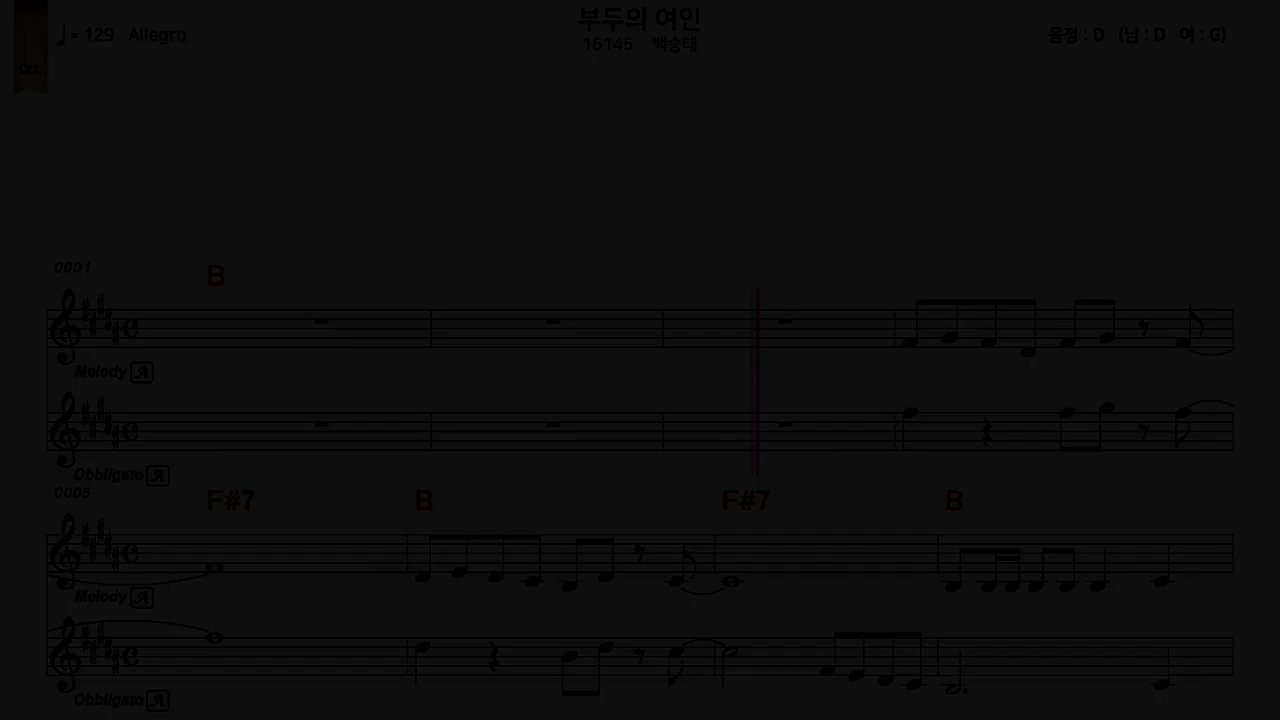 부두의 여인
♩= 129 Allegro
16145 백승태
음정 : D (남 : D 여 : G)
Oct.
0001
B
Melody A
Obbligato A
0005
F#7 B F#7 B
Melody A
Obbligato A